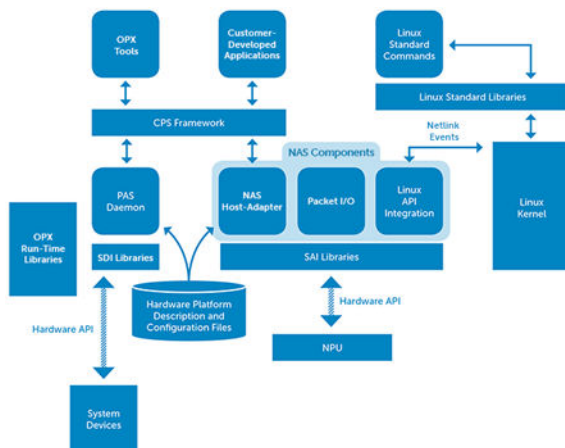 OPX
Tools
Customer-
Developed
Applications
Linux
Standard
Commands
CPS Framework
Linux Standard Libraries
Netlink
Events
NAS Components
PAS
Daemon
NAS
Host-Adapter
Packet I/O
Linux
API
Integration
Linux
Kernel
OPX
Run-Time
Libraries
SDI Libraries
SAI Libraries
Hardware Platform
Description and
Configuration Files
Hardware API
Hardware API
NPU
System
Devices